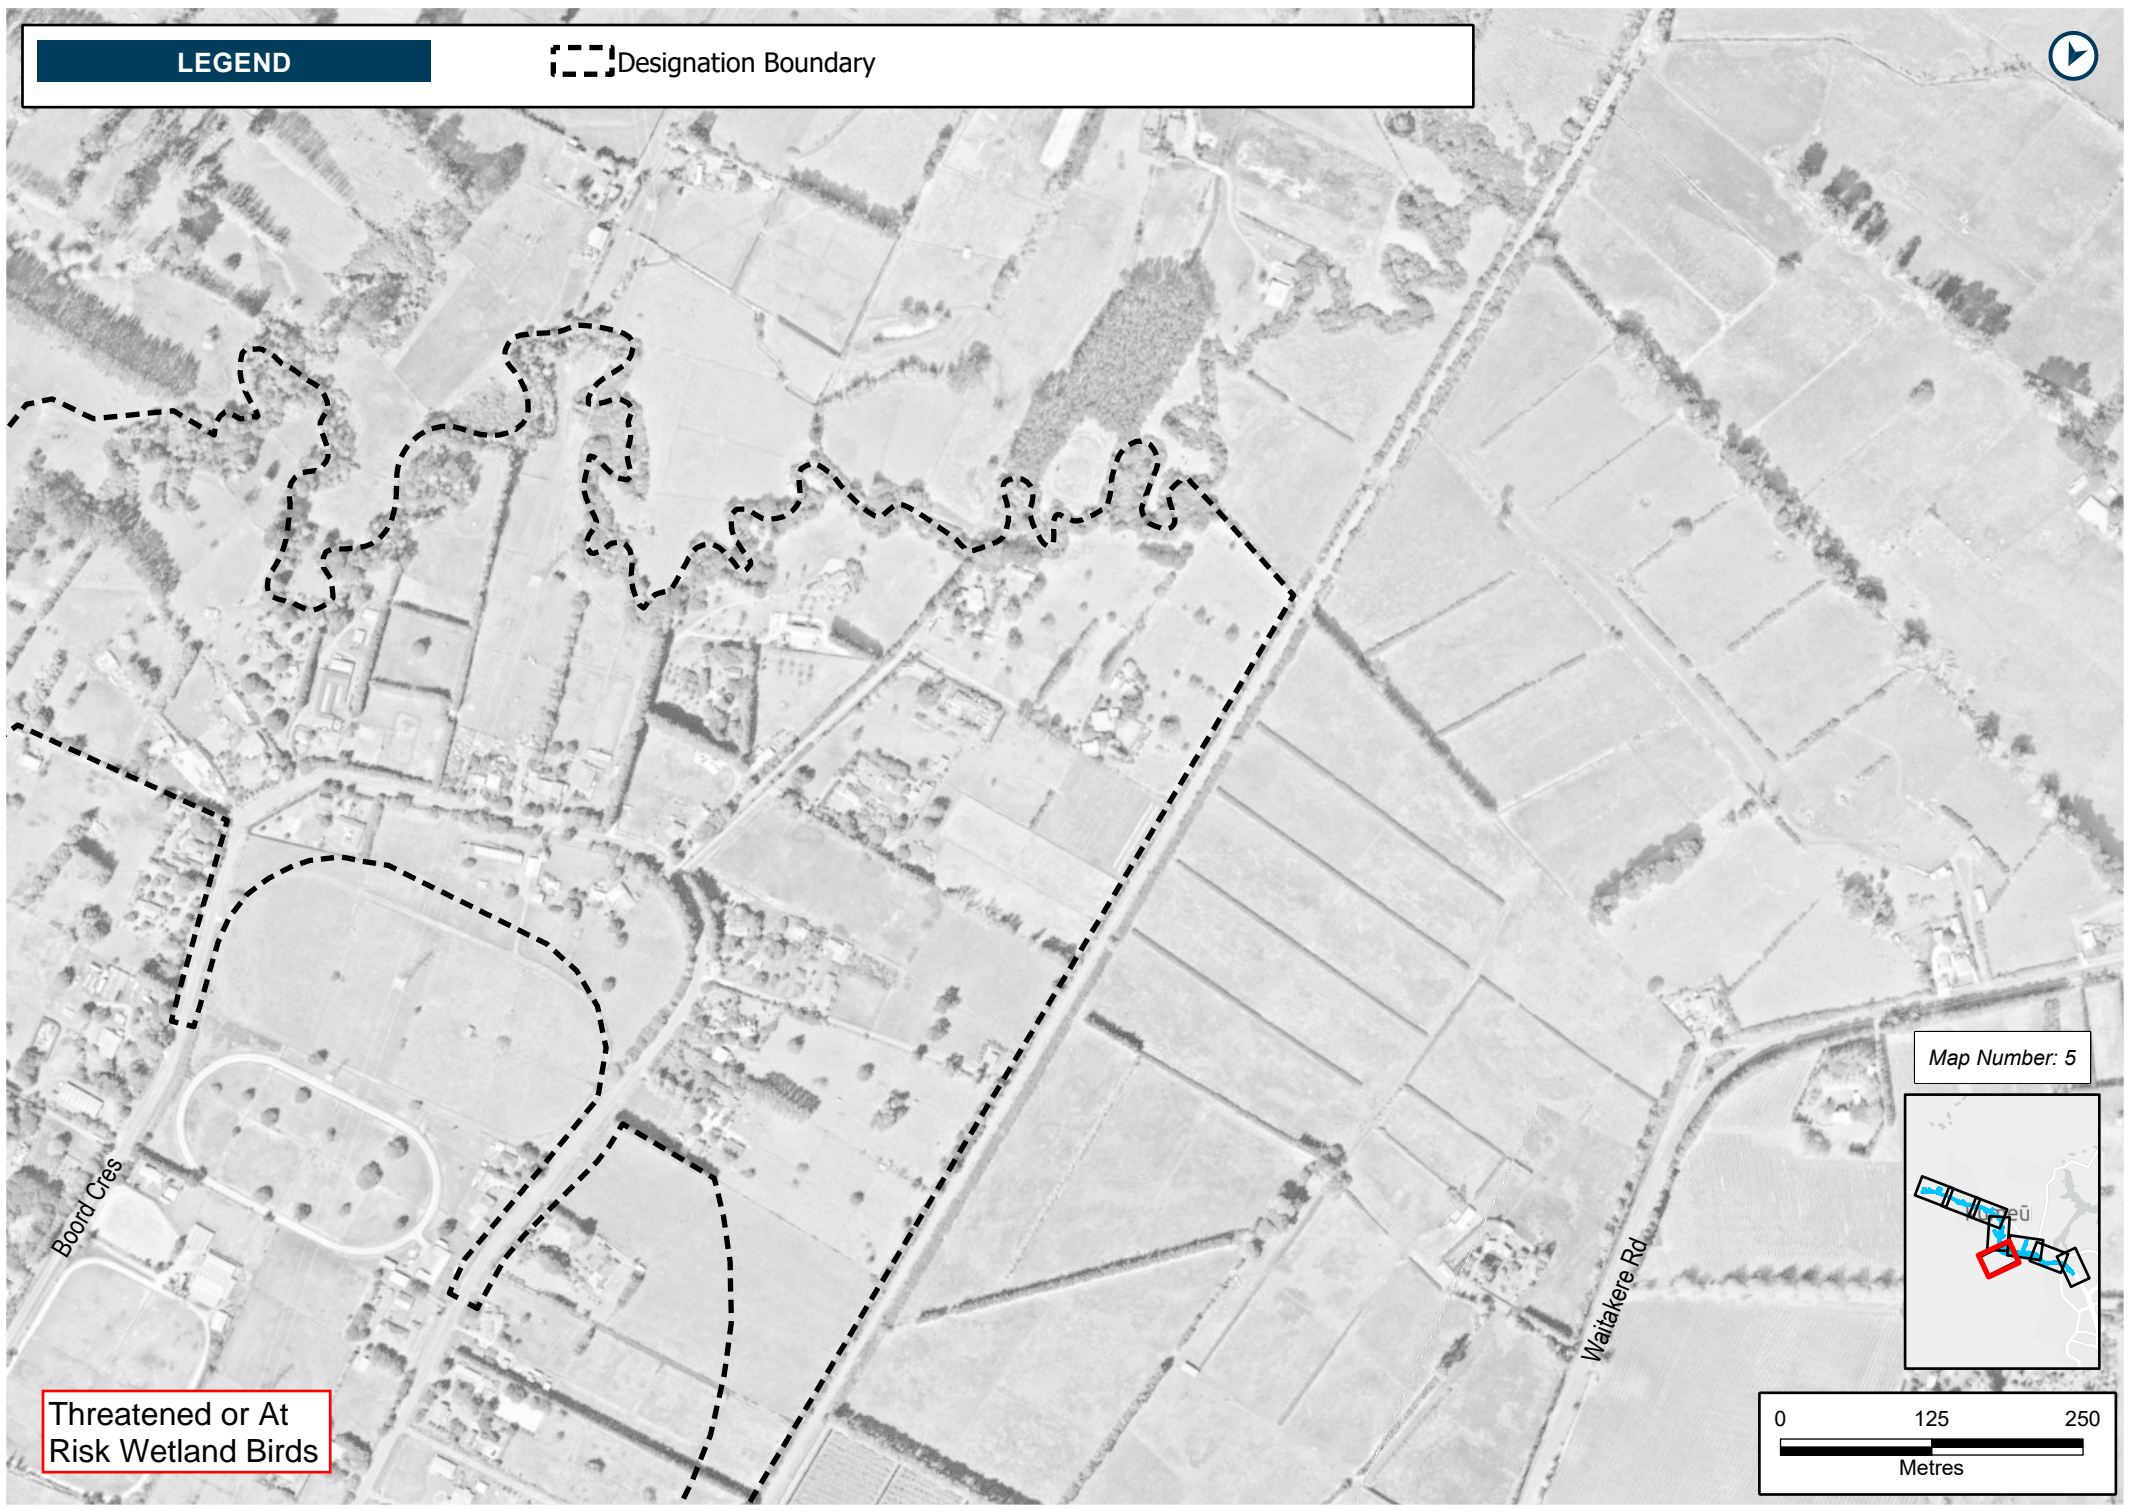 LEGEND
Designation Boundary
Boord Cres
Waitakere Rd
Map Number: 5
Threatened or At
Risk Wetland Birds
0 125 250
Metres